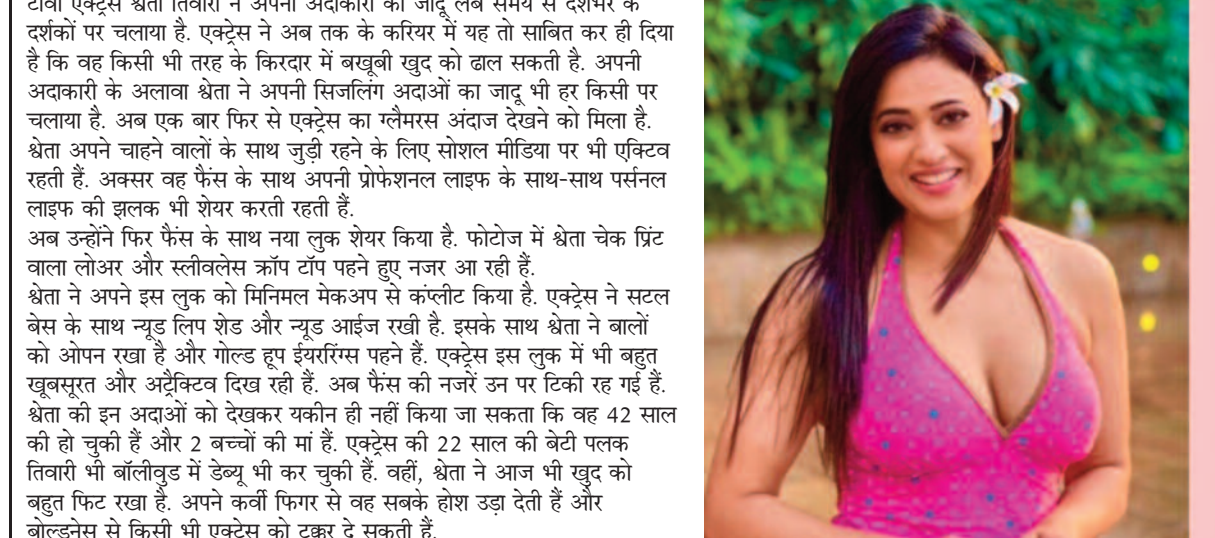 टीवी एक्ट्रेस श्वेता तिवारी ने अपनी अदाकारी का जादू लंबे समय से देशभर के
दर्शकों पर चलाया है. एक्ट्रेस ने अब तक के करियर में यह तो साबित कर ही दिया
है कि वह किसी भी तरह के किरदार में बखूबी खुद को ढाल सकती है. अपनी
अदाकारी के अलावा श्वेता ने अपनी सिजलिंग अदाओं का जादू भी हर किसी पर
चलाया है. अब एक बार फिर से एक्ट्रेस का ग्लैमरस अंदाज देखने को मिला है.
श्वेता अपने चाहने वालों के साथ जुड़ी रहने के लिए सोशल मीडिया पर भी एक्टिव
रहती हैं. अक्सर वह फैंस के साथ अपनी प्रोफेशनल लाइफ के साथ-साथ पर्सनल
लाइफ की झलक भी शेयर करती रहती हैं.
अब उन्होंने फिर फैंस के साथ नया लुक शेयर किया है. फोटोज में श्वेता चेक प्रिंट
वाला लोअर और स्लीवलेस क्रॉप टॉप पहने हुए नजर आ रही हैं.
श्वेता ने अपने इस लुक को मिनिमल मेकअप से कंप्लीट किया है. एक्ट्रेस ने सटल
बेस के साथ न्यूड लिप शेड और न्यूड आईज रखी है. इसके साथ श्वेता ने बालों
को ओपन रखा है और गोल्ड हूप ईयररिंग्स पहने हैं. एक्ट्रेस इस लुक में भी बहुत
खूबसूरत और अट्रैक्टिव दिख रही हैं. अब फैंस की नजरें उन पर टिकी रह गई हैं.
श्वेता की इन अदाओं को देखकर यकीन ही नहीं किया जा सकता कि वह 42 साल
की हो चुकी हैं और 2 बच्चों की मां हैं. एक्ट्रेस की 22 साल की बेटी पलक
तिवारी भी बॉलीवुड में डेब्यू भी कर चुकी हैं. वहीं, श्वेता ने आज भी खुद को
बहुत फिट रखा है. अपने कर्वी फिगर से वह सबके होश उड़ा देती हैं और
बोल्डनेस से किसी भी एक्ट्रेस को टक्कर दे सकती हैं.